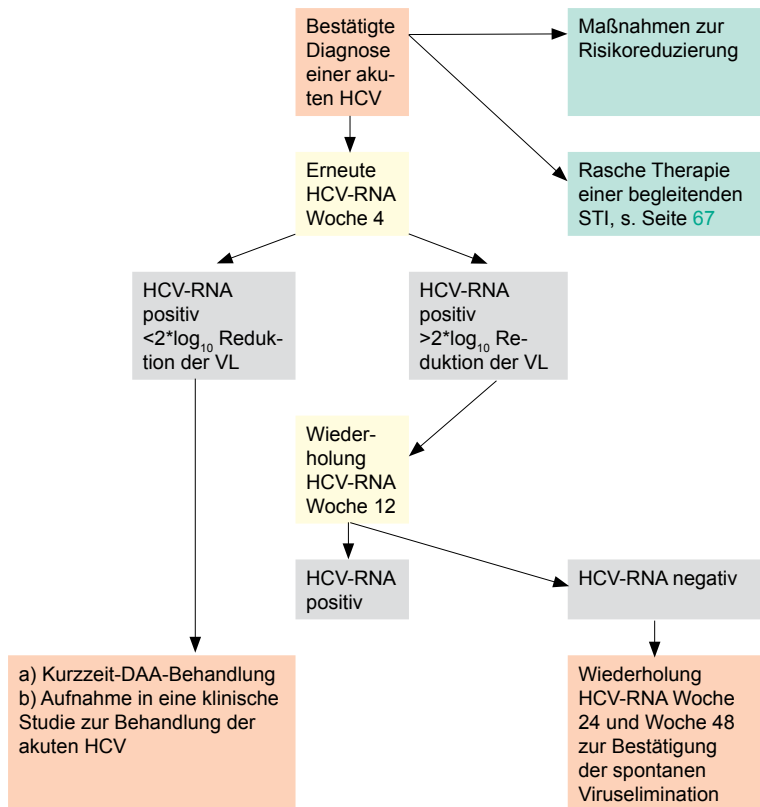 Bestätigte
Diagnose
einer aku-
ten HCV
Maßnahmen zur
Risikoreduzierung
Erneute
HCV-RNA
Woche 4
Rasche Therapie
einer begleitenden
STI, s. Seite 67
HCV-RNA
positiv
<2*log₁₀ Reduk-
tion der VL
HCV-RNA
positiv
>2*log₁₀ Re-
duktion der VL
Wieder-
holung
HCV-RNA
Woche 12
HCV-RNA
positiv
HCV-RNA negativ
a) Kurzzeit-DAA-Behandlung
b) Aufnahme in eine klinische
Studie zur Behandlung der
akuten HCV
Wiederholung
HCV-RNA Woche
24 und Woche 48
zur Bestätigung
der spontanen
Viruselimination